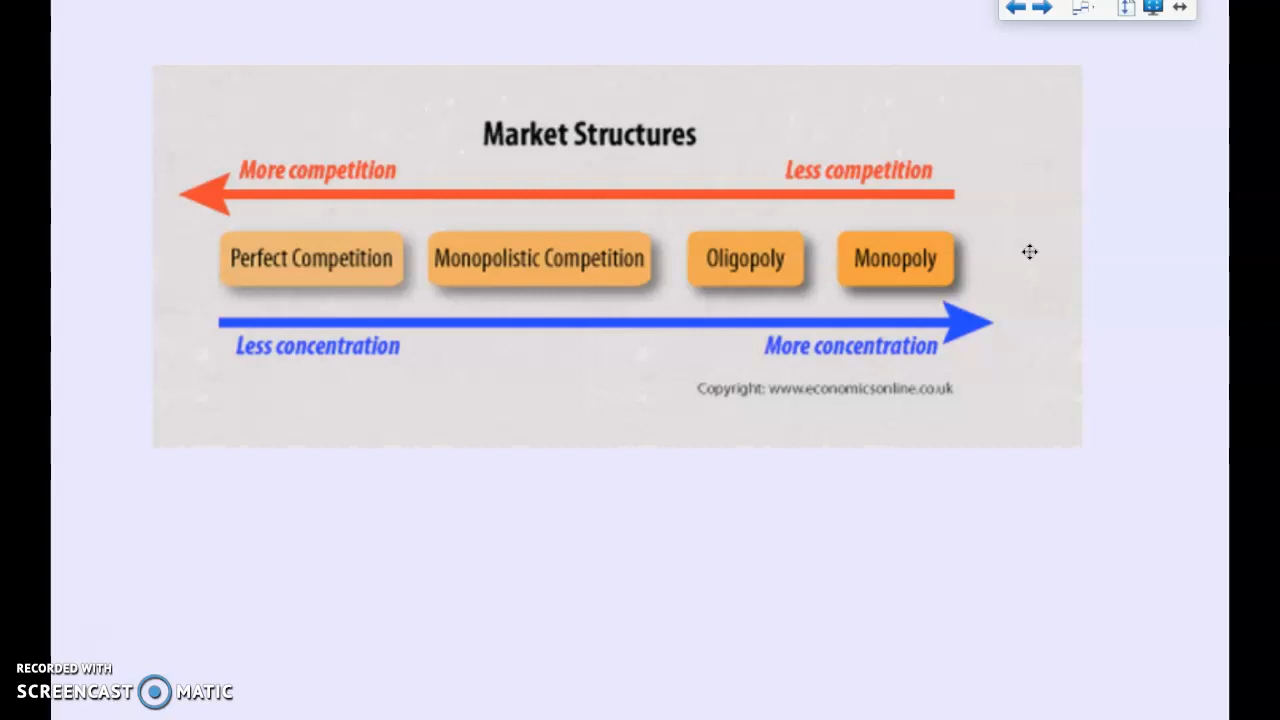 Market Structures
More competition
Less competition
Perfect Competition
Monopolistic Competition
Oligopoly
Monopoly
Less concentration
More concentration
Copyright: www.economicsonline.co.uk
RECORDED WITH
SCREENCAST MATIC